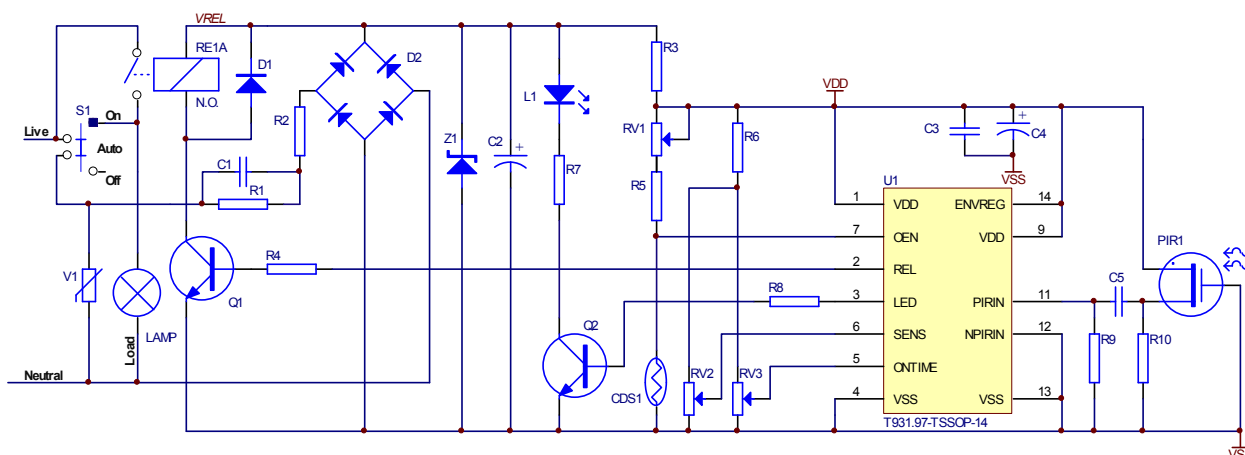 VREL
RE1A
D1
D2
N.O.
S1
On
Live
Auto
Off
R2
C1
R1
V1
LAMP
Load
Neutral
Q1
R4
Z1
C2
+
L1
R7
Q2
R8
R3
RV1
R5
R6
CDS1
RV2
RV3
VDD
C3
+
C4
VSS
U1
1 VDD ENVREG 14
7 OEN VDD 9
2 REL
3 LED PIRIN 11
6 SENS NPIRIN 12
5 ONTIME
4 VSS VSS 13
T931.97-TSSOP-14
PIR1
C5
R9
R10